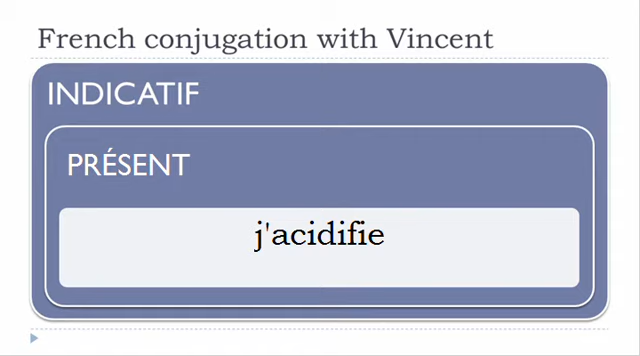 French conjugation with Vincent
INDICATIF
PRÉSENT
j'acidifie